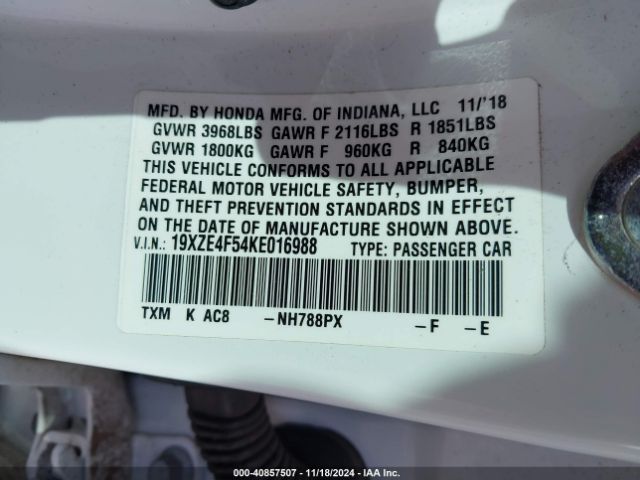 MFD. BY HONDA MFG. OF INDIANA, LLC 11/'18
GVWR 3968LBS GAWR F 2116LBS R 1851LBS
GVWR 1800KG GAWR F 960KG R 840KG
THIS VEHICLE CONFORMS TO ALL APPLICABLE
FEDERAL MOTOR VEHICLE SAFETY, BUMPER,
AND THEFT PREVENTION STANDARDS IN EFFECT
ON THE DATE OF MANUFACTURE SHOWN ABOVE.
V.I.N.: 19XZE4F54KE016988 TYPE: PASSENGER CAR
TXM K AC8 -NH788PX -F -E
000-40857507 - 11/18/2024 - IAA Inc.